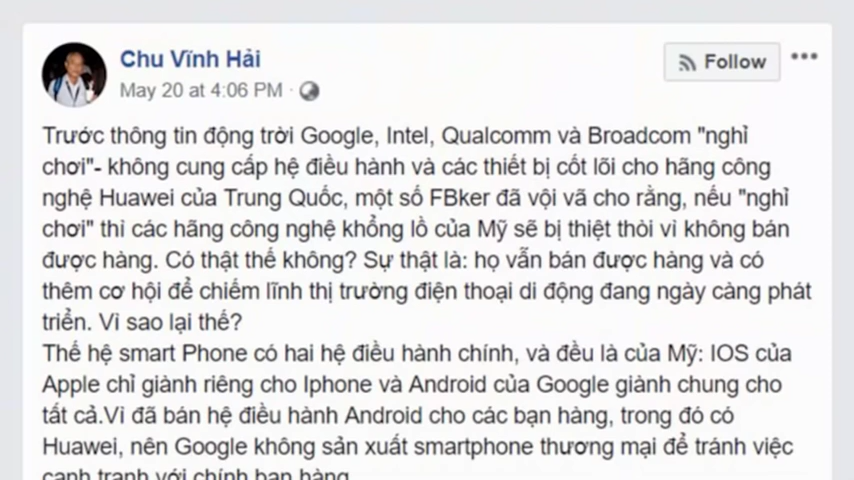 Chu Vĩnh Hải
Follow
May 20 at 4:06 PM ·
Trước thông tin động trời Google, Intel, Qualcomm và Broadcom "nghỉ
chơi"- không cung cấp hệ điều hành và các thiết bị cốt lõi cho hãng công
nghệ Huawei của Trung Quốc, một số FBker đã vội vã cho rằng, nếu "nghỉ
chơi" thì các hãng công nghệ khổng lồ của Mỹ sẽ bị thiệt thòi vì không bán
được hàng. Có thật thế không? Sự thật là: họ vẫn bán được hàng và có
thêm cơ hội để chiếm lĩnh thị trường điện thoại di động đang ngày càng phát
triển. Vì sao lại thế?
Thế hệ smart Phone có hai hệ điều hành chính, và đều là của Mỹ: IOS của
Apple chỉ giành riêng cho Iphone và Android của Google giành chung cho
tất cả.Vì đã bán hệ điều hành Android cho các bạn hàng, trong đó có
Huawei, nên Google không sản xuất smartphone thương mại để tránh việc
cạnh tranh với chính bạn hàng